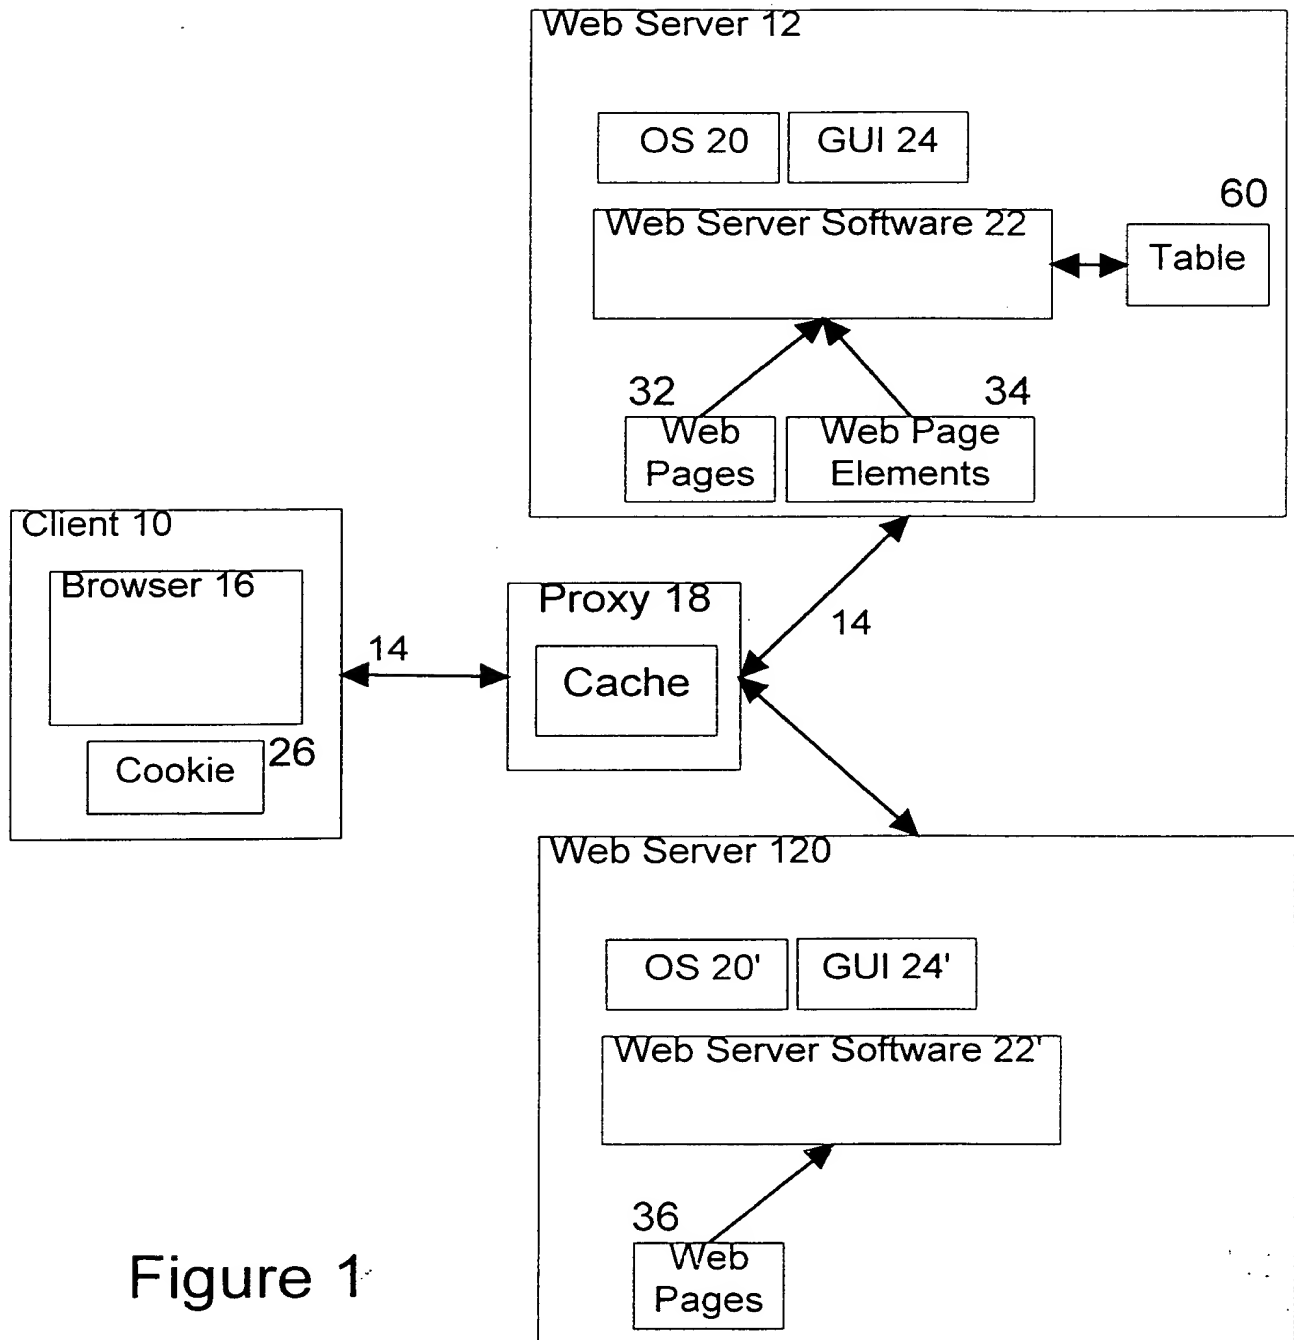 Web Server 12
OS 20
GUI 24
60
Web Server Software 22
Table
32
34
Web
Pages
Web Page
Elements
Client 10
Browser 16
Cookie
26
14
Proxy 18
Cache
14
Web Server 120
OS 20'
GUI 24'
Web Server Software 22'
36
Web
Pages
Figure 1